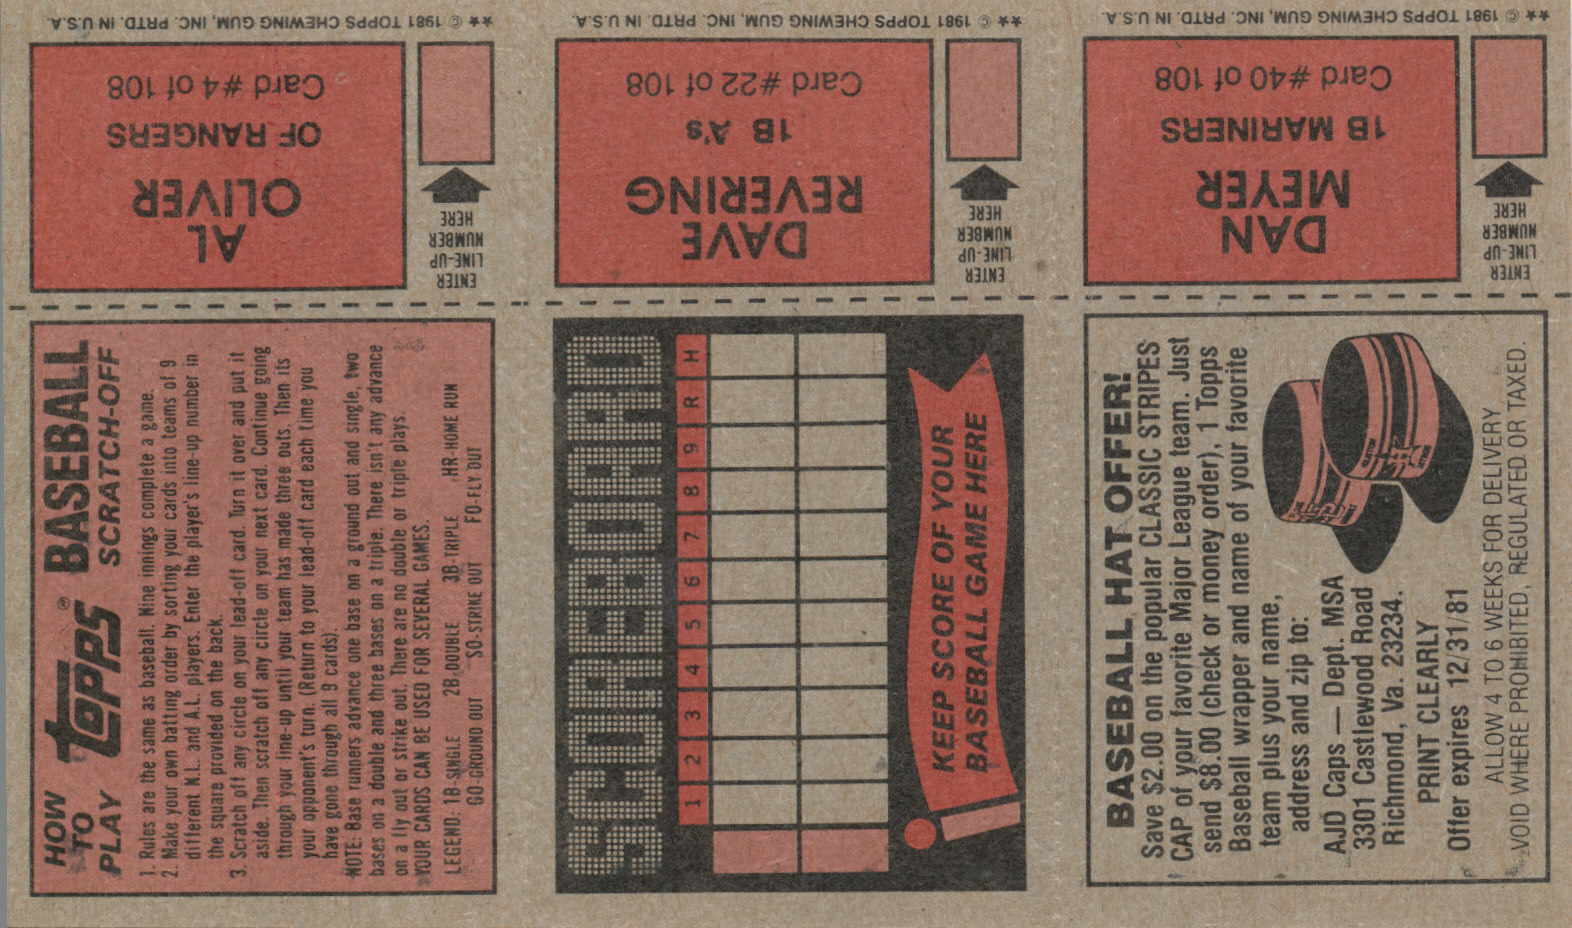 ★★ © 1981 TOPPS CHEWING GUM, INC. PRTD. IN U.S.A.
AL
OLIVER
OF RANGERS
Card #4 of 108
ENTER
LINE-UP
NUMBER
HERE
★★ © 1981 TOPPS CHEWING GUM, INC. PRTD. IN U.S.A.
DAVE
REVERING
1B A's
Card #22 of 108
ENTER
LINE-UP
NUMBER
HERE
★★ © 1981 TOPPS CHEWING GUM, INC. PRTD. IN U.S.A.
DAN
MEYER
1B MARINERS
Card #40 of 108
ENTER
LINE-UP
NUMBER
HERE
HOW
TO
PLAY
TOPPS® BASEBALL
SCRATCH-OFF
1. Rules are the same as baseball. Nine innings complete a game.
2. Make your own batting order by sorting your cards into teams of 9
different N.L. and A.L. players. Enter the player's line-up number in
the square provided on the back.
3. Scratch off any circle on your lead-off card. Turn it over and put it
aside. Then scratch off any circle on your next card. Continue going
through your line-up until your team has made three outs. Then its
your opponent's turn. (Return to your lead-off card each time you
have gone through all 9 cards).
NOTE: Base runners advance one base on a ground out and single, two
bases on a double and three bases on a triple. There isn't any advance
on a fly out or strike out. There are no double or triple plays.
YOUR CARDS CAN BE USED FOR SEVERAL GAMES.
LEGEND: 1B-SINGLE 2B-DOUBLE 3B-TRIPLE HR-HOME RUN
GO-GROUND OUT SO-STRIKE OUT FO-FLY OUT
SCOREBOARD
1 2 3 4 5 6 7 8 9 R H
KEEP SCORE OF YOUR
BASEBALL GAME HERE
BASEBALL HAT OFFER!
Save $2.00 on the popular CLASSIC STRIPES
CAP of your favorite Major League team. Just
send $8.00 (check or money order), 1 Topps
Baseball wrapper and name of your favorite
team plus your name,
address and zip to:
AJD Caps — Dept. MSA
3301 Castlewood Road
Richmond, Va. 23234.
PRINT CLEARLY
Offer expires 12/31/81
ALLOW 4 TO 6 WEEKS FOR DELIVERY
VOID WHERE PROHIBITED, REGULATED OR TAXED.